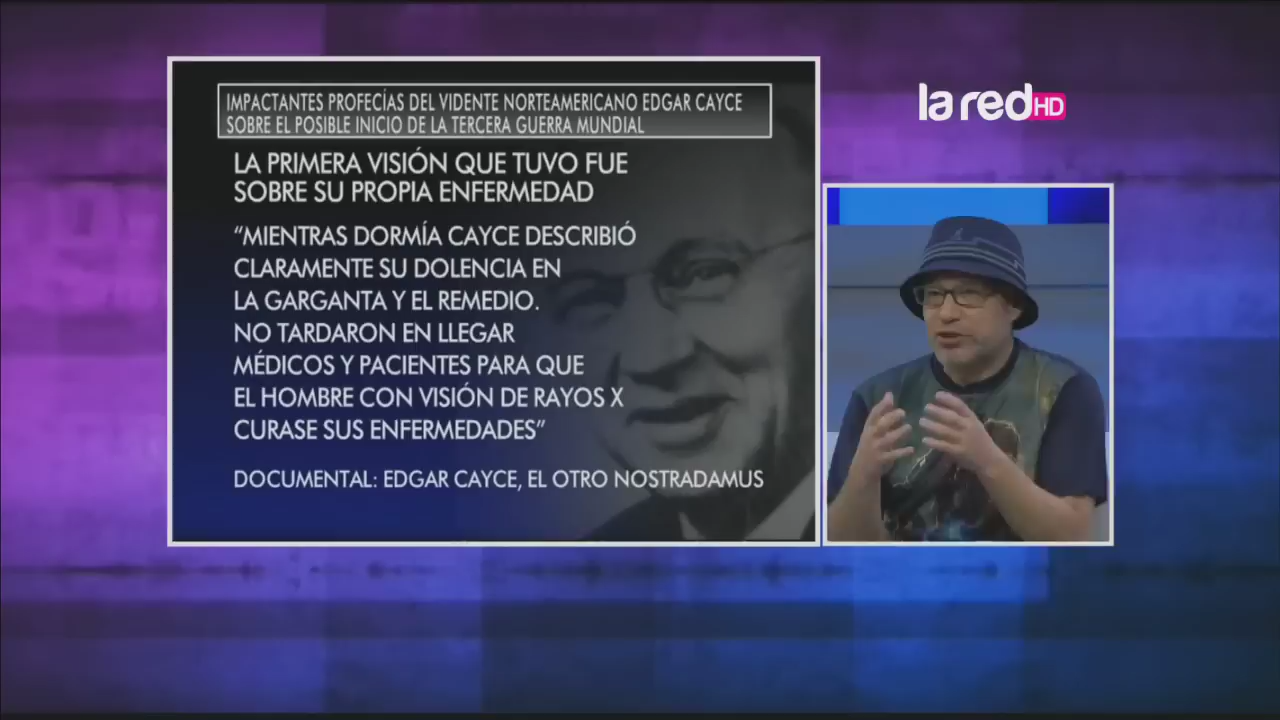 IMPACTANTES PROFECÍAS DEL VIDENTE NORTEAMERICANO EDGAR CAYCE
SOBRE EL POSIBLE INICIO DE LA TERCERA GUERRA MUNDIAL
LA PRIMERA VISIÓN QUE TUVO FUE
SOBRE SU PROPIA ENFERMEDAD
“MIENTRAS DORMÍA CAYCE DESCRIBIÓ
CLARAMENTE SU DOLENCIA EN
LA GARGANTA Y EL REMEDIO.
NO TARDARON EN LLEGAR
MÉDICOS Y PACIENTES PARA QUE
EL HOMBRE CON VISIÓN DE RAYOS X
CURASE SUS ENFERMEDADES”
DOCUMENTAL: EDGAR CAYCE, EL OTRO NOSTRADAMUS
la red HD